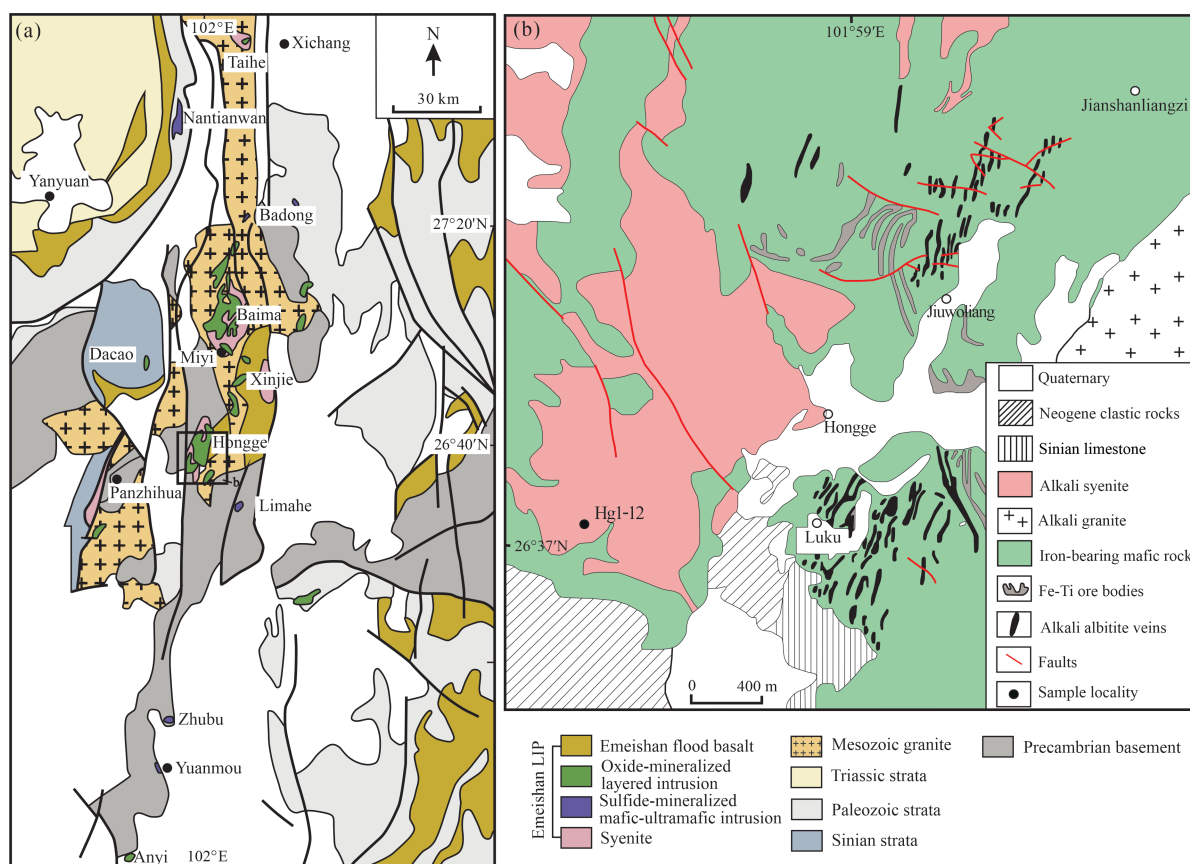 (a)
102°E
Xichang
Taihe
N
30 km
Nantianwan
Yanyuan
Badong
27°20′N
Baima
Dacao
Miyi
Xinjie
Hongge
26°40′N
b
Panzhihua
Limahe
Zhubu
Yuanmou
Anyi
102°E
(b)
101°59′E
Jianshanliangzi
Jiuwoliang
Hongge
Hg1-12
Luku
26°37′N
0 400 m
Quaternary
Neogene clastic rocks
Sinian limestone
Alkali syenite
Alkali granite
Iron-bearing mafic rock
Fe-Ti ore bodies
Alkali albitite veins
Faults
Sample locality
Emeishan LIP
Emeishan flood basalt
Oxide-mineralized
layered intrusion
Sulfide-mineralized
mafic-ultramafic intrusion
Syenite
Mesozoic granite
Triassic strata
Paleozoic strata
Sinian strata
Precambrian basement